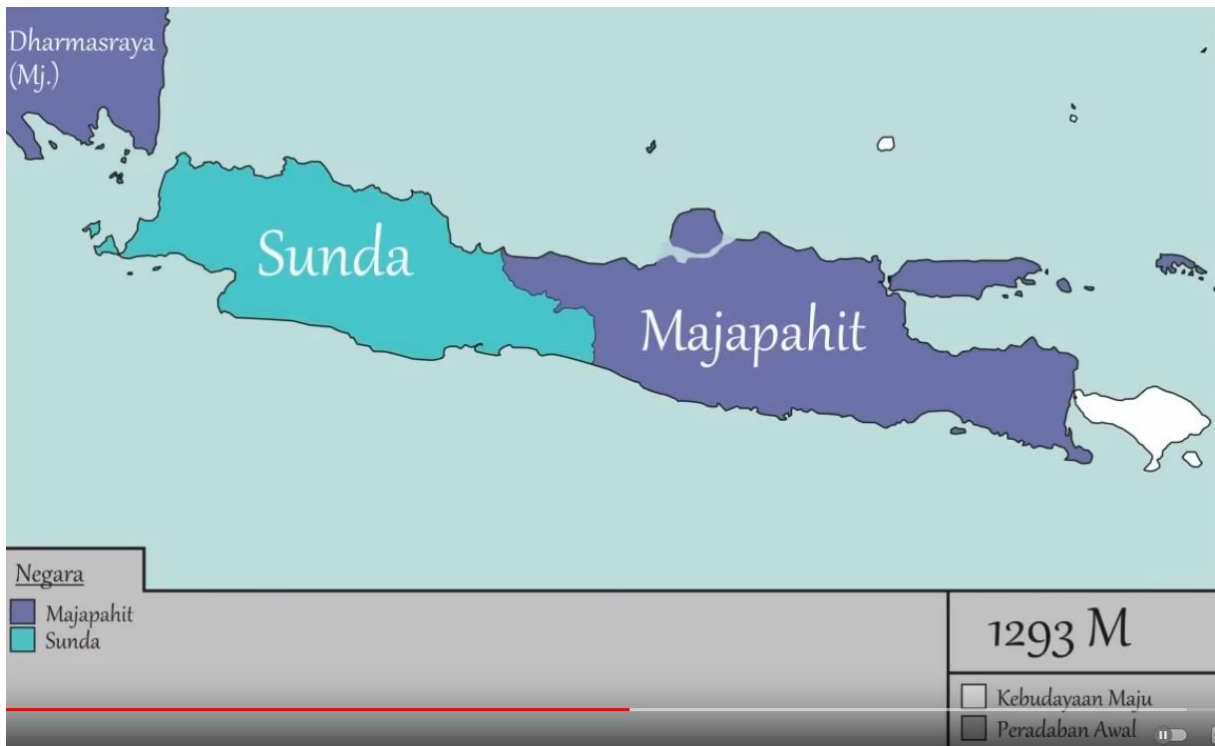 Dharmasraya
(Mj.)
Sunda
Majapahit
Negara
Majapahit
Sunda
1293 M
Kebudayaan Maju
Peradaban Awal